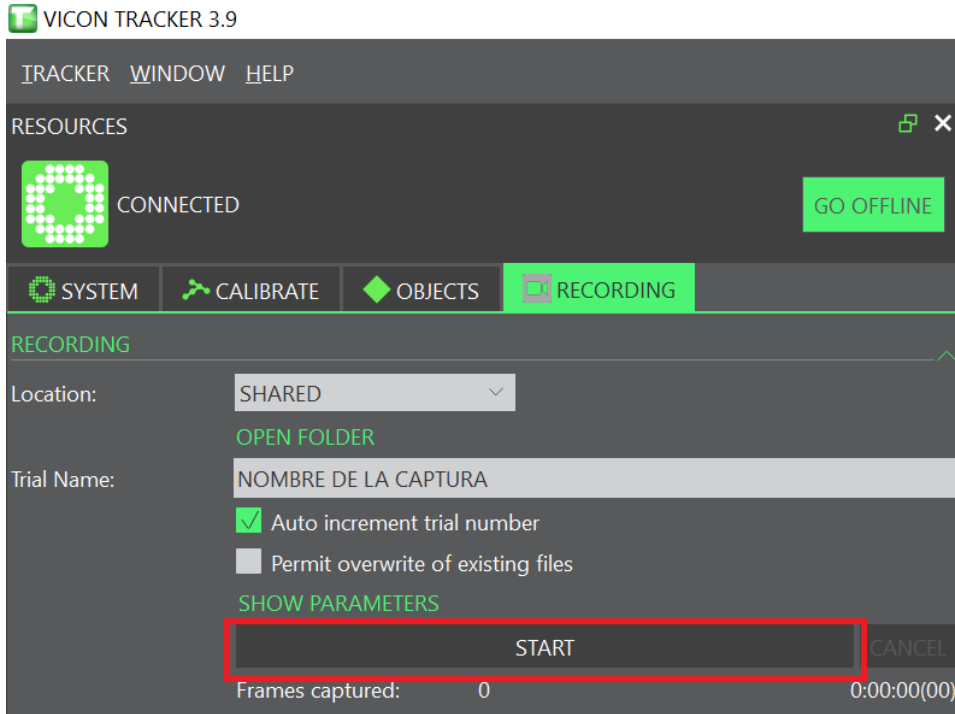 VICON TRACKER 3.9
TRACKER WINDOW HELP
RESOURCES
CONNECTED
GO OFFLINE
SYSTEM CALIBRATE OBJECTS RECORDING
RECORDING
Location: SHARED
OPEN FOLDER
Trial Name: NOMBRE DE LA CAPTURA
Auto increment trial number
Permit overwrite of existing files
SHOW PARAMETERS
START CANCEL
Frames captured: 0 0:00:00(00)